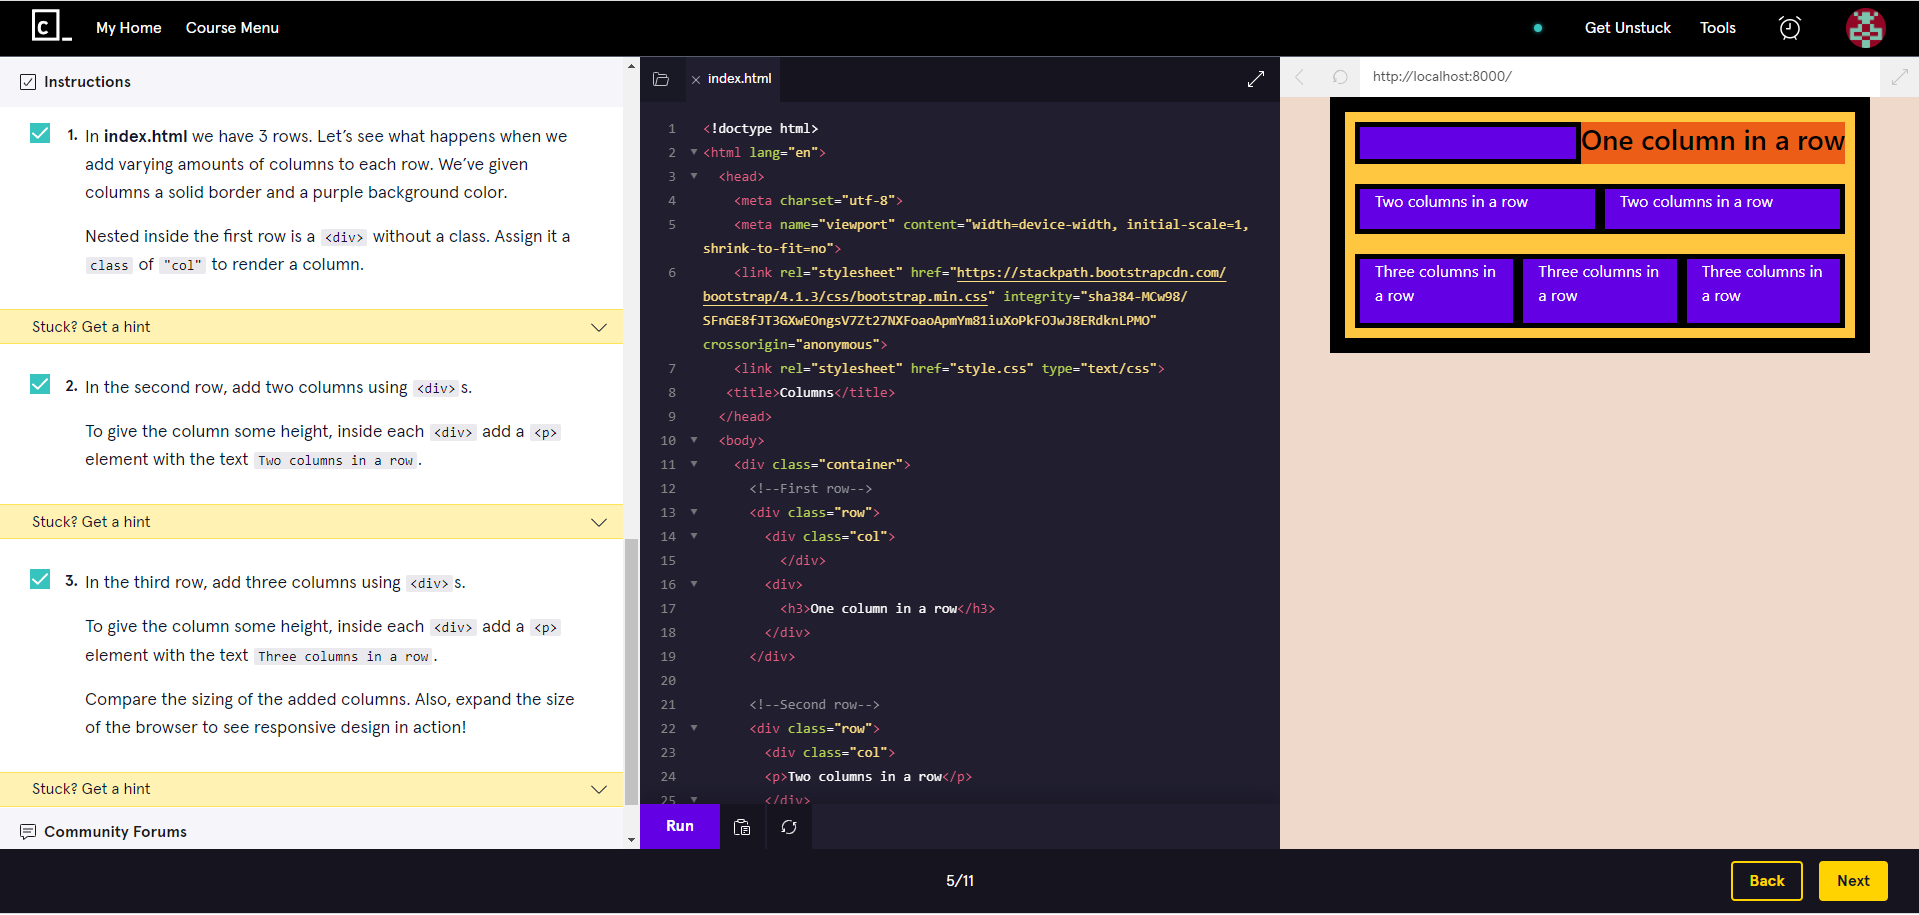 C_ My Home Course Menu Get Unstuck Tools
Instructions
1. In index.html we have 3 rows. Let's see what happens when we
add varying amounts of columns to each row. We've given
columns a solid border and a purple background color.
Nested inside the first row is a <div> without a class. Assign it a
class of "col" to render a column.
Stuck? Get a hint
2. In the second row, add two columns using <div>s.
To give the column some height, inside each <div> add a <p>
element with the text Two columns in a row.
Stuck? Get a hint
3. In the third row, add three columns using <div>s.
To give the column some height, inside each <div> add a <p>
element with the text Three columns in a row.
Compare the sizing of the added columns. Also, expand the size
of the browser to see responsive design in action!
Stuck? Get a hint
Community Forums
index.html
1 <!doctype html>
2 <html lang="en">
3 <head>
4 <meta charset="utf-8">
5 <meta name="viewport" content="width=device-width, initial-scale=1,
shrink-to-fit=no">
6 <link rel="stylesheet" href="https://stackpath.bootstrapcdn.com/
bootstrap/4.1.3/css/bootstrap.min.css" integrity="sha384-MCw98/
SFnGE8fJT3GXwEOngsV7Zt27NXFoaoApmYm81iuXoPkFOJwJ8ERdknLPMO"
crossorigin="anonymous">
7 <link rel="stylesheet" href="style.css" type="text/css">
8 <title>Columns</title>
9 </head>
10 <body>
11 <div class="container">
12 <!--First row-->
13 <div class="row">
14 <div class="col">
15 </div>
16 <div>
17 <h3>One column in a row</h3>
18 </div>
19 </div>
20
21 <!--Second row-->
22 <div class="row">
23 <div class="col">
24 <p>Two columns in a row</p>
25 </div>
Run
http://localhost:8000/
One column in a row
Two columns in a row Two columns in a row
Three columns in Three columns in Three columns in
a row a row a row
5/11
Back Next